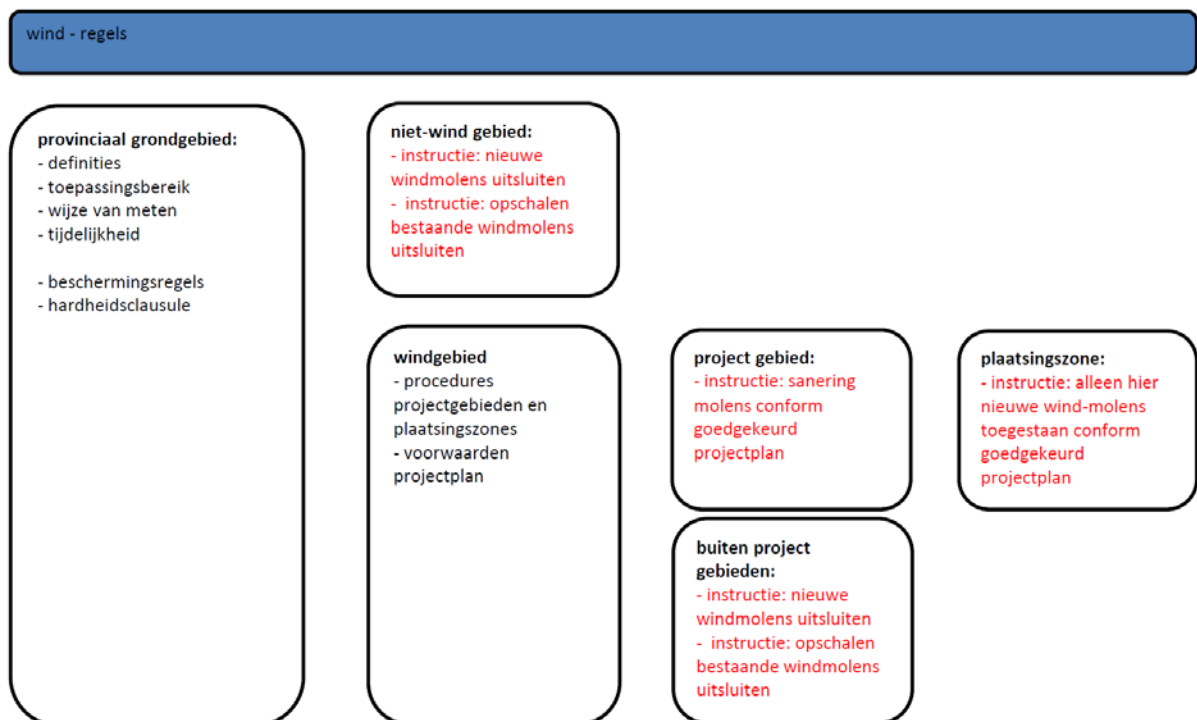 wind - regels
provinciaal grondgebied:
- definities
- toepassingsbereik
- wijze van meten
- tijdelijkheid
- beschermingsregels
- hardheidsclausule
niet-wind gebied:
- instructie: nieuwe
windmolens uitsluiten
- instructie: opschalen
bestaande windmolens
uitsluiten
windgebied
- procedures
projectgebieden en
plaatsingszones
- voorwaarden
projectplan
project gebied:
- instructie: sanering
molens conform
goedgekeurd
projectplan
plaatsingszone:
- instructie: alleen hier
nieuwe wind-molens
toegestaan conform
goedgekeurd
projectplan
buiten project
gebieden:
- instructie: nieuwe
windmolens uitsluiten
- instructie: opschalen
bestaande windmolens
uitsluiten